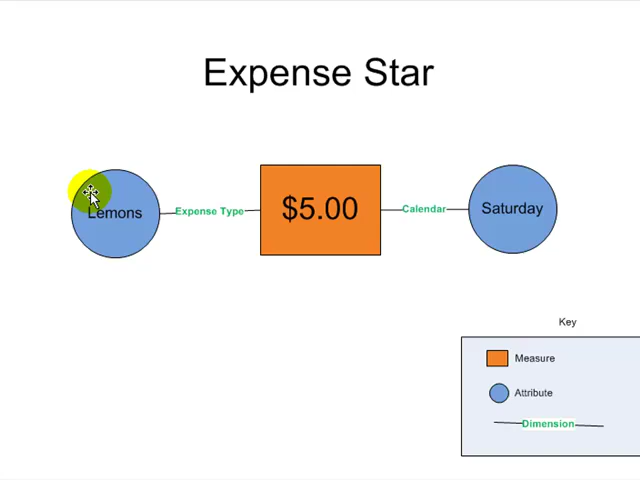 Expense Star
Lemons
Expense Type
$5.00
Calendar
Saturday
Key
Measure
Attribute
Dimension